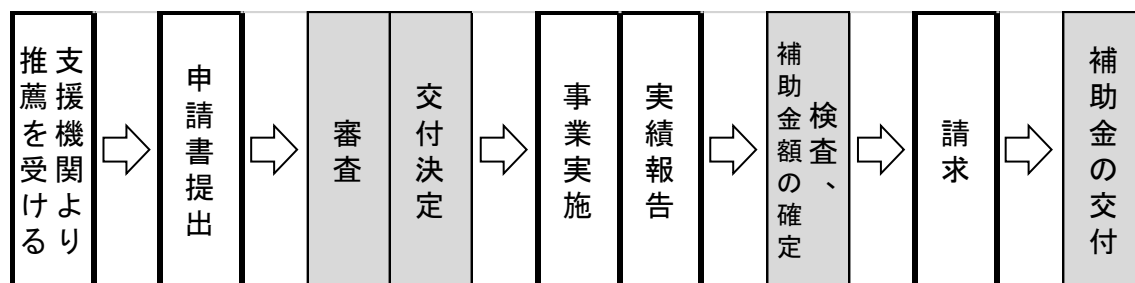 支援機関より
推薦を受ける
申請書提出
審査
交付決定
事業実施
実績報告
検査、
補助金額の確定
請求
補助金の交付